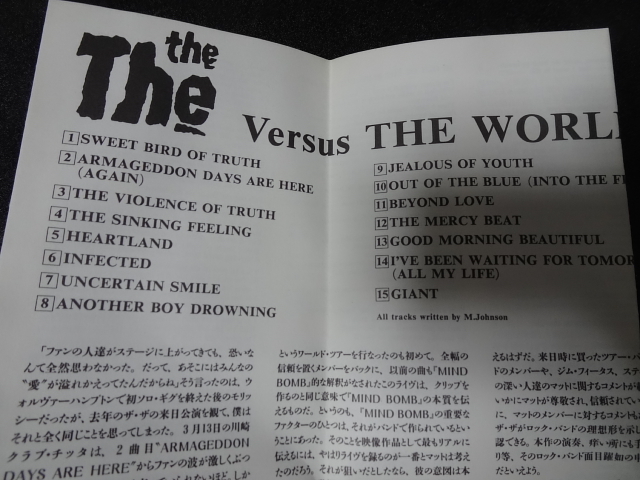 the
The
Versus THE WORL
1 SWEET BIRD OF TRUTH
2 ARMAGEDDON DAYS ARE HERE
(AGAIN)
3 THE VIOLENCE OF TRUTH
4 THE SINKING FEELING
5 HEARTLAND
6 INFECTED
7 UNCERTAIN SMILE
8 ANOTHER BOY DROWNING
9 JEALOUS OF YOUTH
10 OUT OF THE BLUE (INTO THE F
11 BEYOND LOVE
12 THE MERCY BEAT
13 GOOD MORNING BEAUTIFUL
14 I'VE BEEN WAITING FOR TOMOR
(ALL MY LIFE)
15 GIANT
All tracks written by M.Johnson
「ファンの人達がステージに上がってきても、恐いな
んて全然思わなかった。だって、あそこにはみんなの
“愛”が溢れかえってたんだからね」そう言ったのは、ウ
ォルヴァーハンプトンで初ソロ・ギグを終えた後のモリッ
シーだったが、去年のザ・ザの来日公演を観て、僕は
それと全く同じことを思ってしまった。3月13日の川崎
クラブ・チッタは、2曲目“ARMAGEDDON
DAYS ARE HERE”からファンの波が激しくぶつ
というワールド・ツアーを行なったのも初めて。全幅の
信頼を置くメンバーをバックに、以前の曲も「MIND
BOMB」的な解釈がなされたこのライヴは、クリップを
作るのと同じ意味で「MIND BOMB」の本質を伝
えるものだ。というのも、「MIND BOMB」の重要な
ファクターのひとつは、それがバンドで作られているとい
うことにあった。そのことを映像作品として最もリアルに
伝えるには、やはりライヴを録るのが一番とマットは考え
たのだろう。それが狙いだとしたなら、彼の意図は本
えるはずだ。来日時に買ったツアー・パ
ドのメンバーや、ジム・フィータス、ステ
の深い人達のマットに関するコメントが載
いかにマットが尊敬され、信頼されてい
に、マットのメンバーに対するコメントも
ザ・ザがロック・バンドの理想形を示し
認できる。本作の演奏、痒い所にも手
り等、そのロック・バンド面目躍如の
だといえよう。